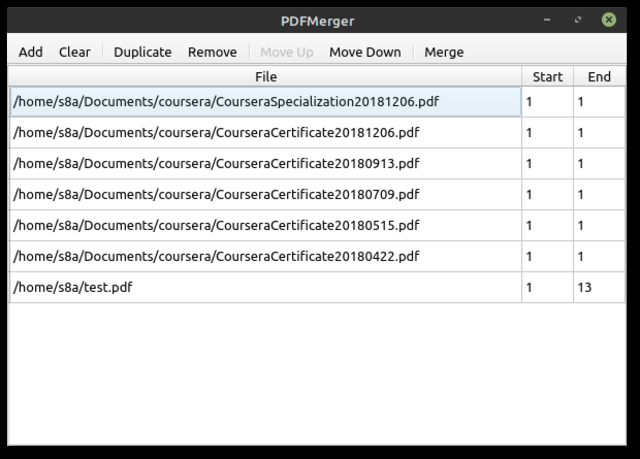 PDFMerger
Add Clear Duplicate Remove Move Up Move Down Merge
File Start End
/home/s8a/Documents/coursera/CourseraSpecialization20181206.pdf 1 1
/home/s8a/Documents/coursera/CourseraCertificate20181206.pdf 1 1
/home/s8a/Documents/coursera/CourseraCertificate20180913.pdf 1 1
/home/s8a/Documents/coursera/CourseraCertificate20180709.pdf 1 1
/home/s8a/Documents/coursera/CourseraCertificate20180515.pdf 1 1
/home/s8a/Documents/coursera/CourseraCertificate20180422.pdf 1 1
/home/s8a/test.pdf 1 13